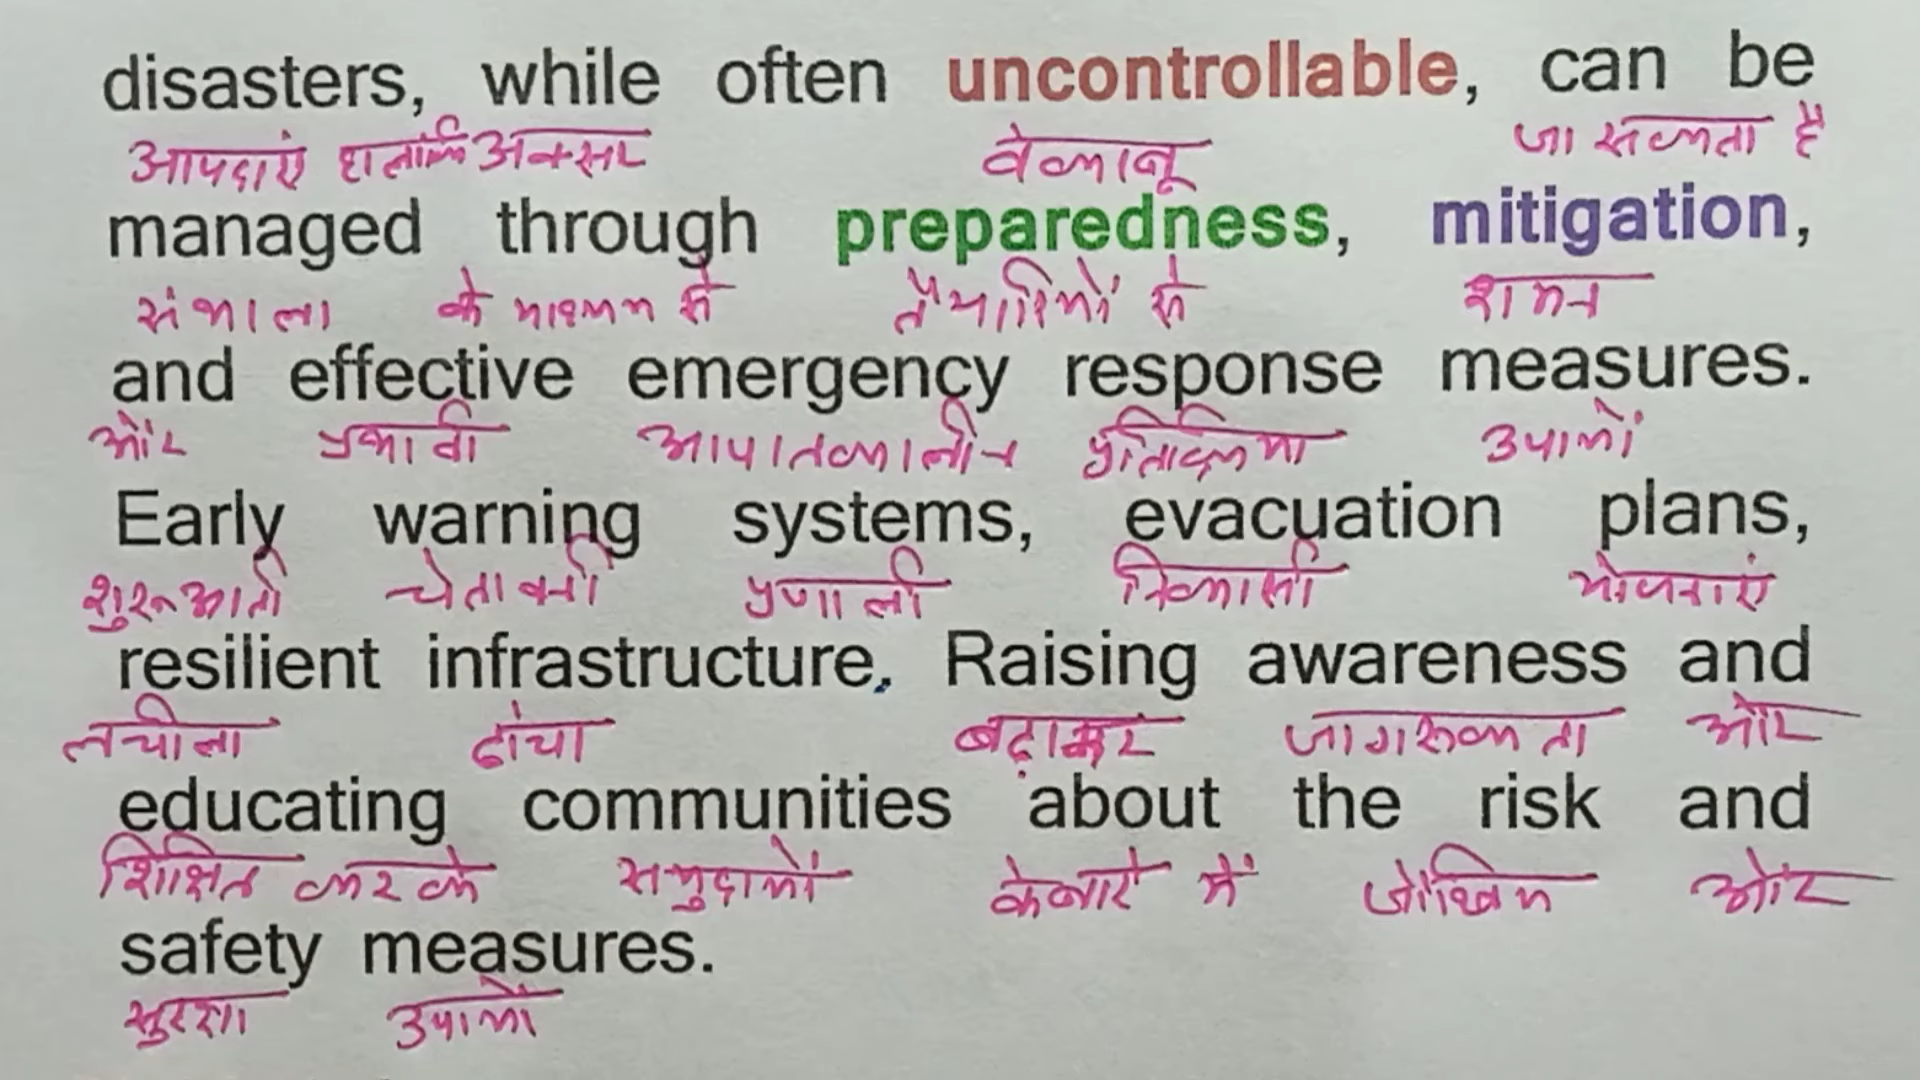 disasters, while often uncontrollable, can be
आपदाएं हालांकि अक्सर बेकाबू जा सकता है
managed through preparedness, mitigation,
संभाला के माध्यम से तैयारियों से शमन
and effective emergency response measures.
और प्रभावी आपातकालीन प्रतिक्रिया उपायों
Early warning systems, evacuation plans,
शुरूआती चेतावनी प्रणाली निकासी योजनाएं
resilient infrastructure. Raising awareness and
लचीला ढांचा बढ़ाकर जागरूकता और
educating communities about the risk and
शिक्षित करके समुदायों के बारे में जोखिम और
safety measures.
सुरक्षा उपायों